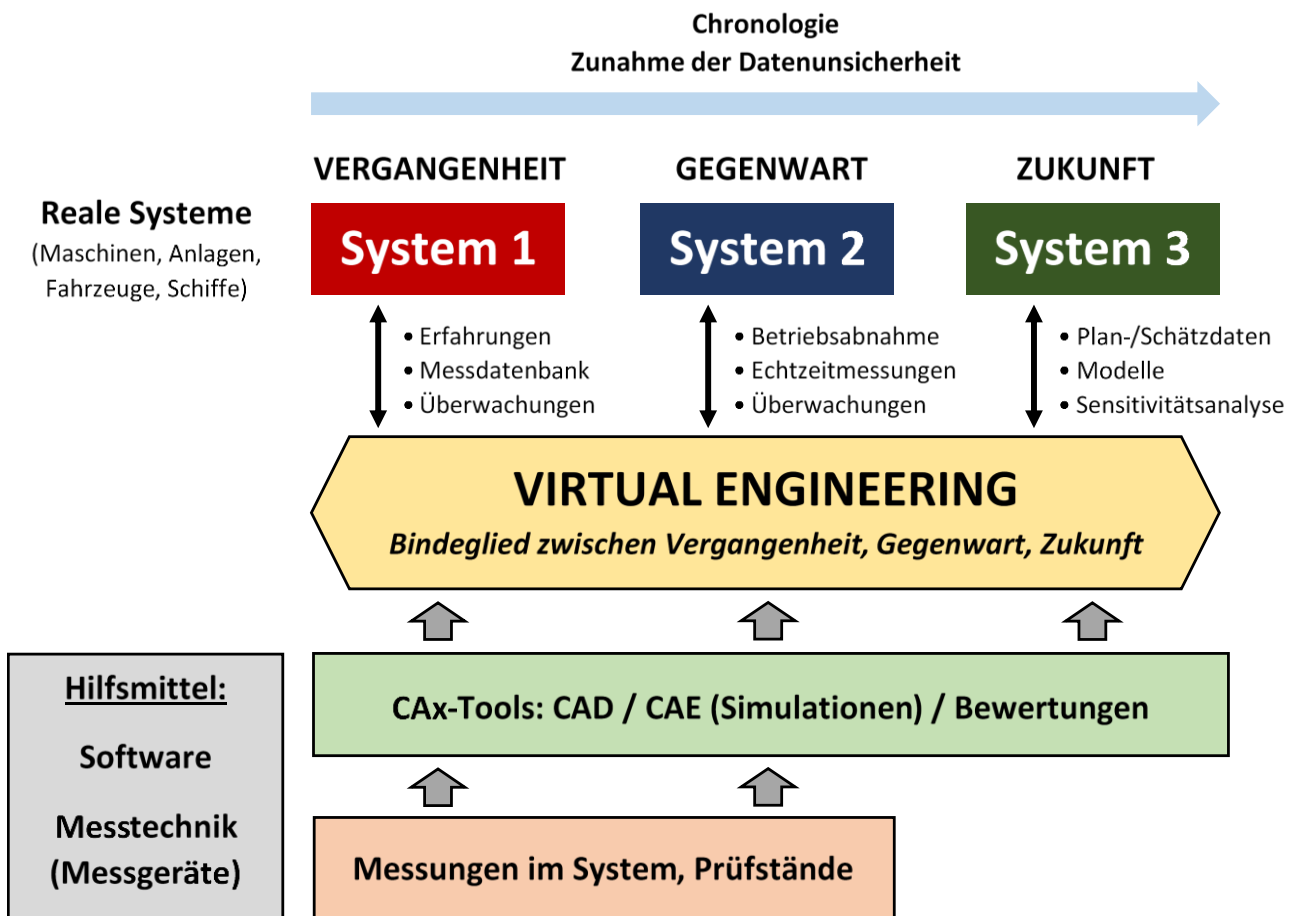 Chronologie
Zunahme der Datenunsicherheit
VERGANGENHEIT
GEGENWART
ZUKUNFT
Reale Systeme
(Maschinen, Anlagen,
Fahrzeuge, Schiffe)
System 1
System 2
System 3
• Erfahrungen
• Messdatenbank
• Überwachungen
• Betriebsabnahme
• Echtzeitmessungen
• Überwachungen
• Plan-/Schätzdaten
• Modelle
• Sensitivitätsanalyse
VIRTUAL ENGINEERING
Bindeglied zwischen Vergangenheit, Gegenwart, Zukunft
Hilfsmittel:
Software
Messtechnik
(Messgeräte)
CAx-Tools: CAD / CAE (Simulationen) / Bewertungen
Messungen im System, Prüfstände